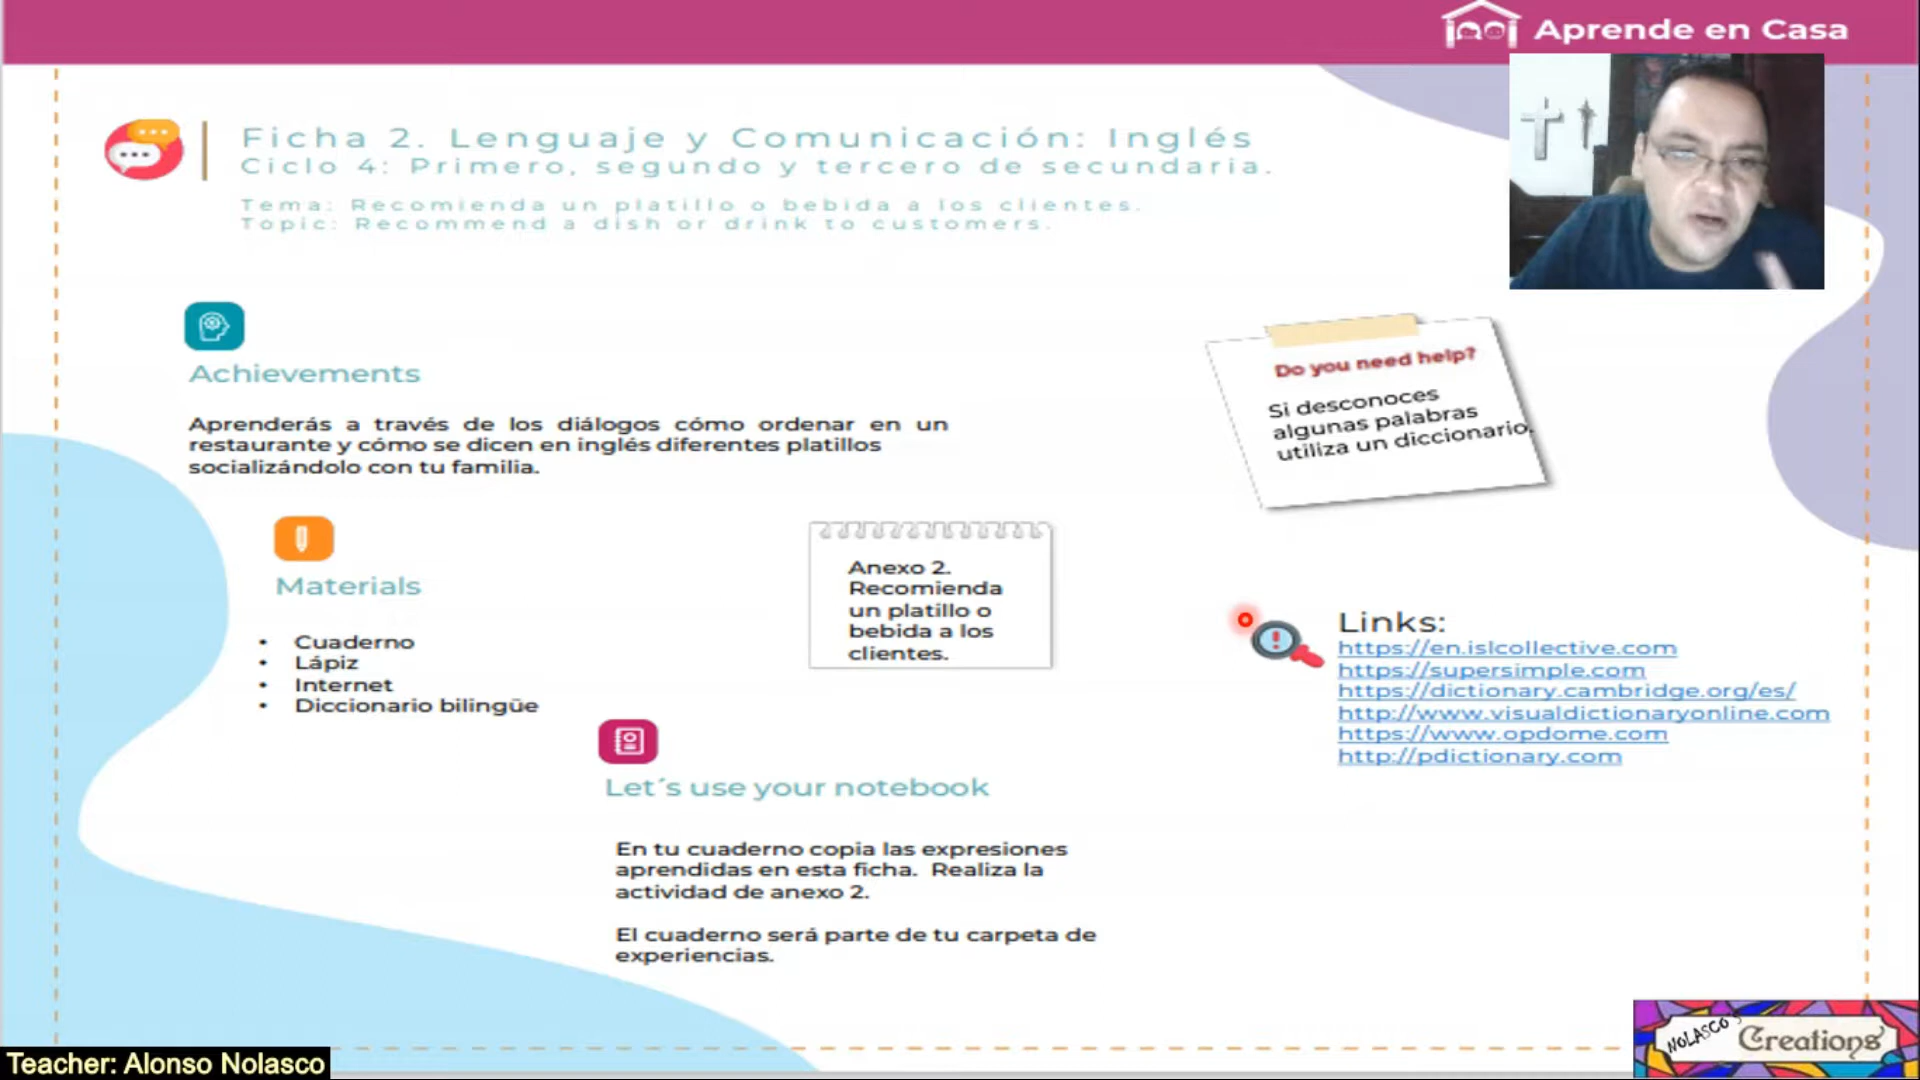 Aprende en Casa
Ficha 2. Lenguaje y Comunicación: Inglés
Ciclo 4: Primero, segundo y tercero de secundaria.
Tema: Recomienda un platillo o bebida a los clientes.
Topic: Recommend a dish or drink to customers.
Achievements
Aprenderás a través de los diálogos cómo ordenar en un
restaurante y cómo se dicen en inglés diferentes platillos
socializándolo con tu familia.
Do you need help?
Si desconoces
algunas palabras
utiliza un diccionario.
Materials
• Cuaderno
• Lápiz
• Internet
• Diccionario bilingüe
Anexo 2.
Recomienda
un platillo o
bebida a los
clientes.
Links:
https://en.islcollective.com
https://supersimple.com
https://dictionary.cambridge.org/es/
http://www.visualdictionaryonline.com
https://www.opdome.com
http://pdictionary.com
Let´s use your notebook
En tu cuaderno copia las expresiones
aprendidas en esta ficha. Realiza la
actividad de anexo 2.
El cuaderno será parte de tu carpeta de
experiencias.
Teacher: Alonso Nolasco
NOLASCO'S
Creations